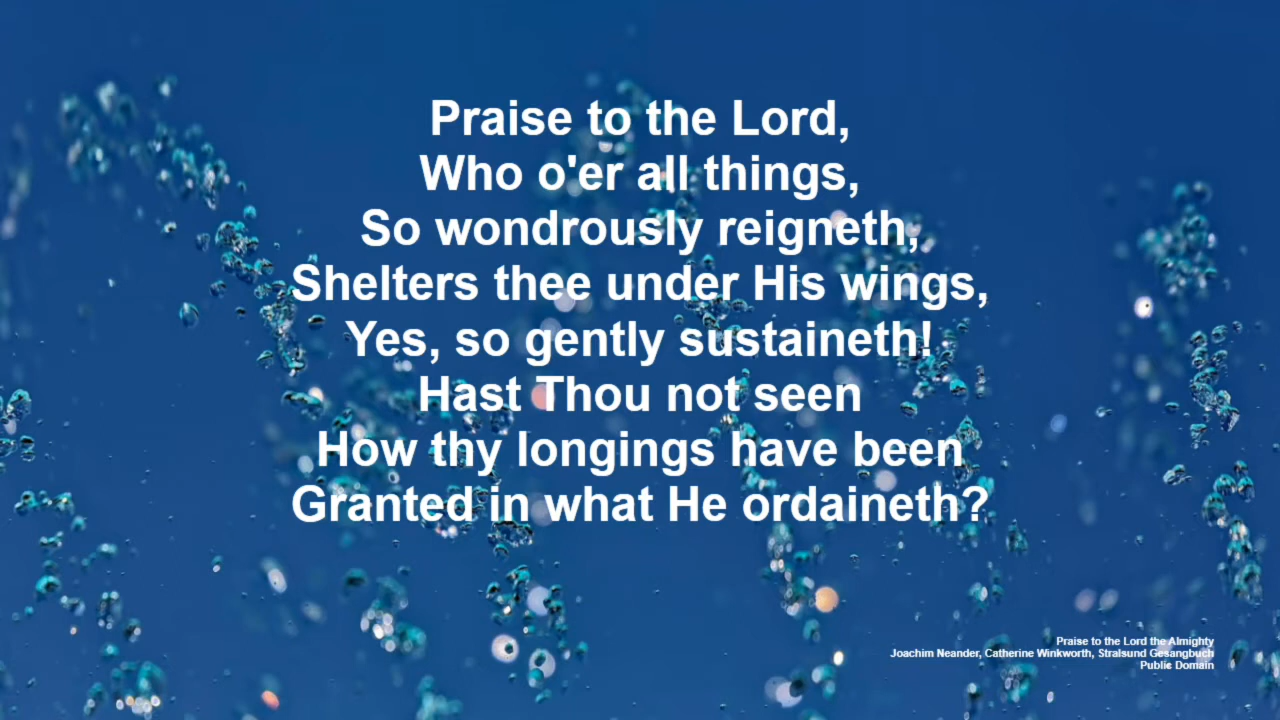 Praise to the Lord,
Who o'er all things,
So wondrously reigneth,
Shelters thee under His wings,
Yes, so gently sustaineth!
Hast Thou not seen
How thy longings have been
Granted in what He ordaineth?
Praise to the Lord the Almighty
Joachim Neander, Catherine Winkworth, Stralsund Gesangbuch
Public Domain